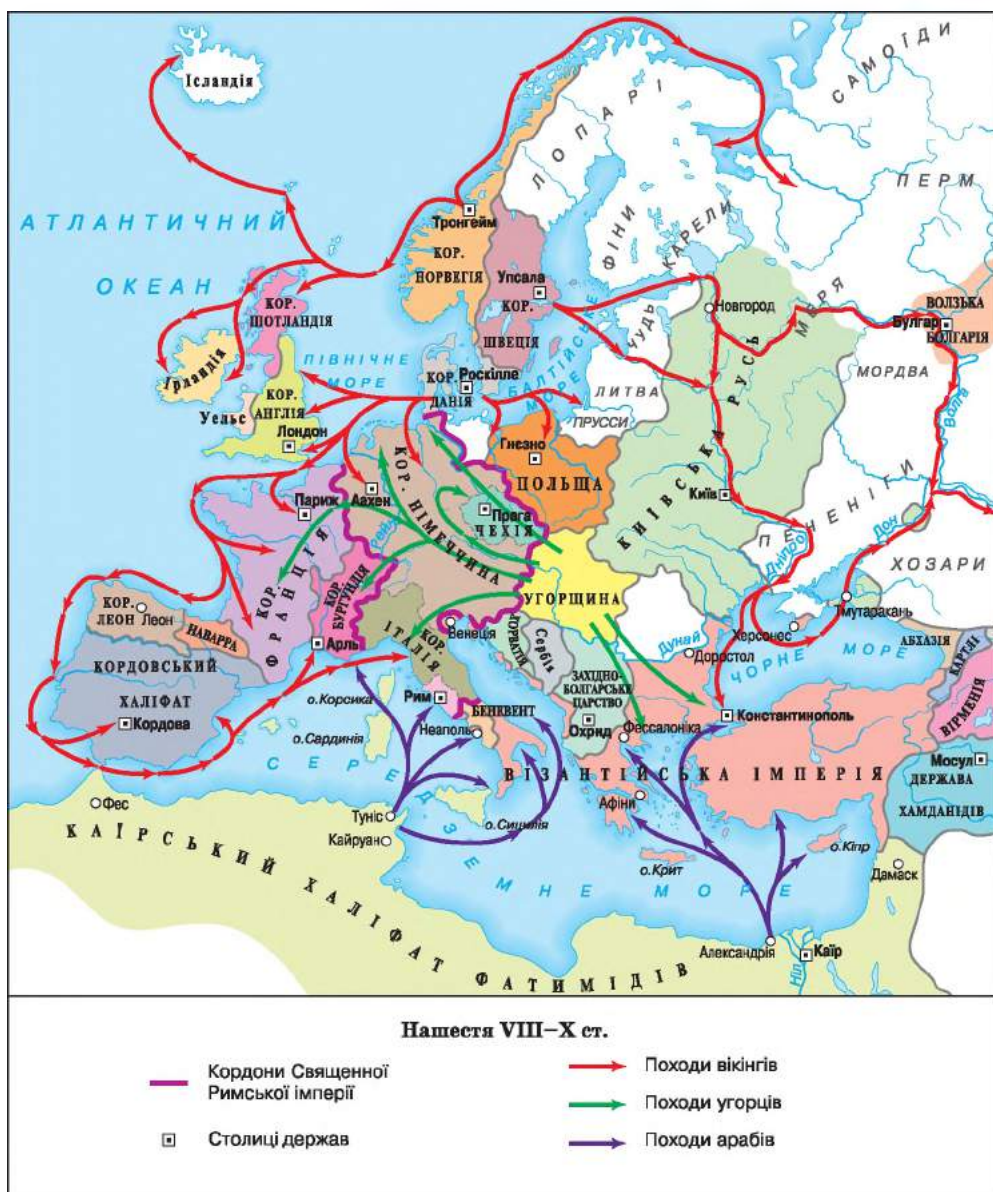 Ісландія
САМОЇДИ
ЛОПАРІ
ПЕРМ
АТЛАНТИЧНИЙ
ОКЕАН
Тронгейм
КОР.
НОРВЕГІЯ
Упсала
КОР.
ШВЕЦІЯ
ФІНИ
КАРЕЛИ
ЧУДЬ
Новгород
МЕРЯ
ВОЛЗЬКА
Булгар
БОЛГАРІЯ
МОРДВА
Волга
КОР.
ШОТЛАНДІЯ
Ірландія
ПІВНІЧНЕ
МОРЕ
КОР.
АНГЛІЯ
Уельс
Лондон
КОР.
ДАНІЯ
Роскілле
БАЛТІЙСЬКЕ
МОРЕ
ЛИТВА
ПРУССИ
Гнєзно
ПОЛЬЩА
КИЇВСЬКА РУСЬ
Київ
ПЕЧЕНІГИ
Дніпро
Дон
ХОЗАРИ
Париж
Аахен
Рейн
КОР. НІМЕЧЧИНА
Прага
ЧЕХІЯ
КОР. ФРАНЦІЯ
КОР.
БУРГУНДІЯ
УГОРЩИНА
КОР.
ЛЕОН
Леон
НАВАРРА
Арль
КОР.
ІТАЛІЯ
Венеція
ХОРВАТІЯ
Сербія
Дунай
Доростол
Херсонес
Тмутаракань
ЧОРНЕ МОРЕ
АБХАЗІЯ
КАРТЛІ
ВІРМЕНІЯ
КОРДОВСЬКИЙ
ХАЛІФАТ
Кордова
о.Корсика
о.Сардинія
Рим
Неаполь
БЕНЕВЕНТ
ЗАХІДНО-
БОЛГАРСЬКЕ
ЦАРСТВО
Охрид
Фессалоніка
Константинополь
ВІЗАНТІЙСЬКА ІМПЕРІЯ
Афіни
Мосул
ДЕРЖАВА
ХАМДАНІДІВ
СЕРЕДЗЕМНЕ МОРЕ
Фес
Туніс
Кайруан
о.Сицилія
о.Крит
о.Кіпр
Дамаск
КАЇРСЬКИЙ ХАЛІФАТ ФАТИМІДІВ
Александрія
Каїр
Ніл
Нашестя VIII–X ст.
Кордони Священної
Римської імперії
Столиці держав
Походи вікінгів
Походи угорців
Походи арабів